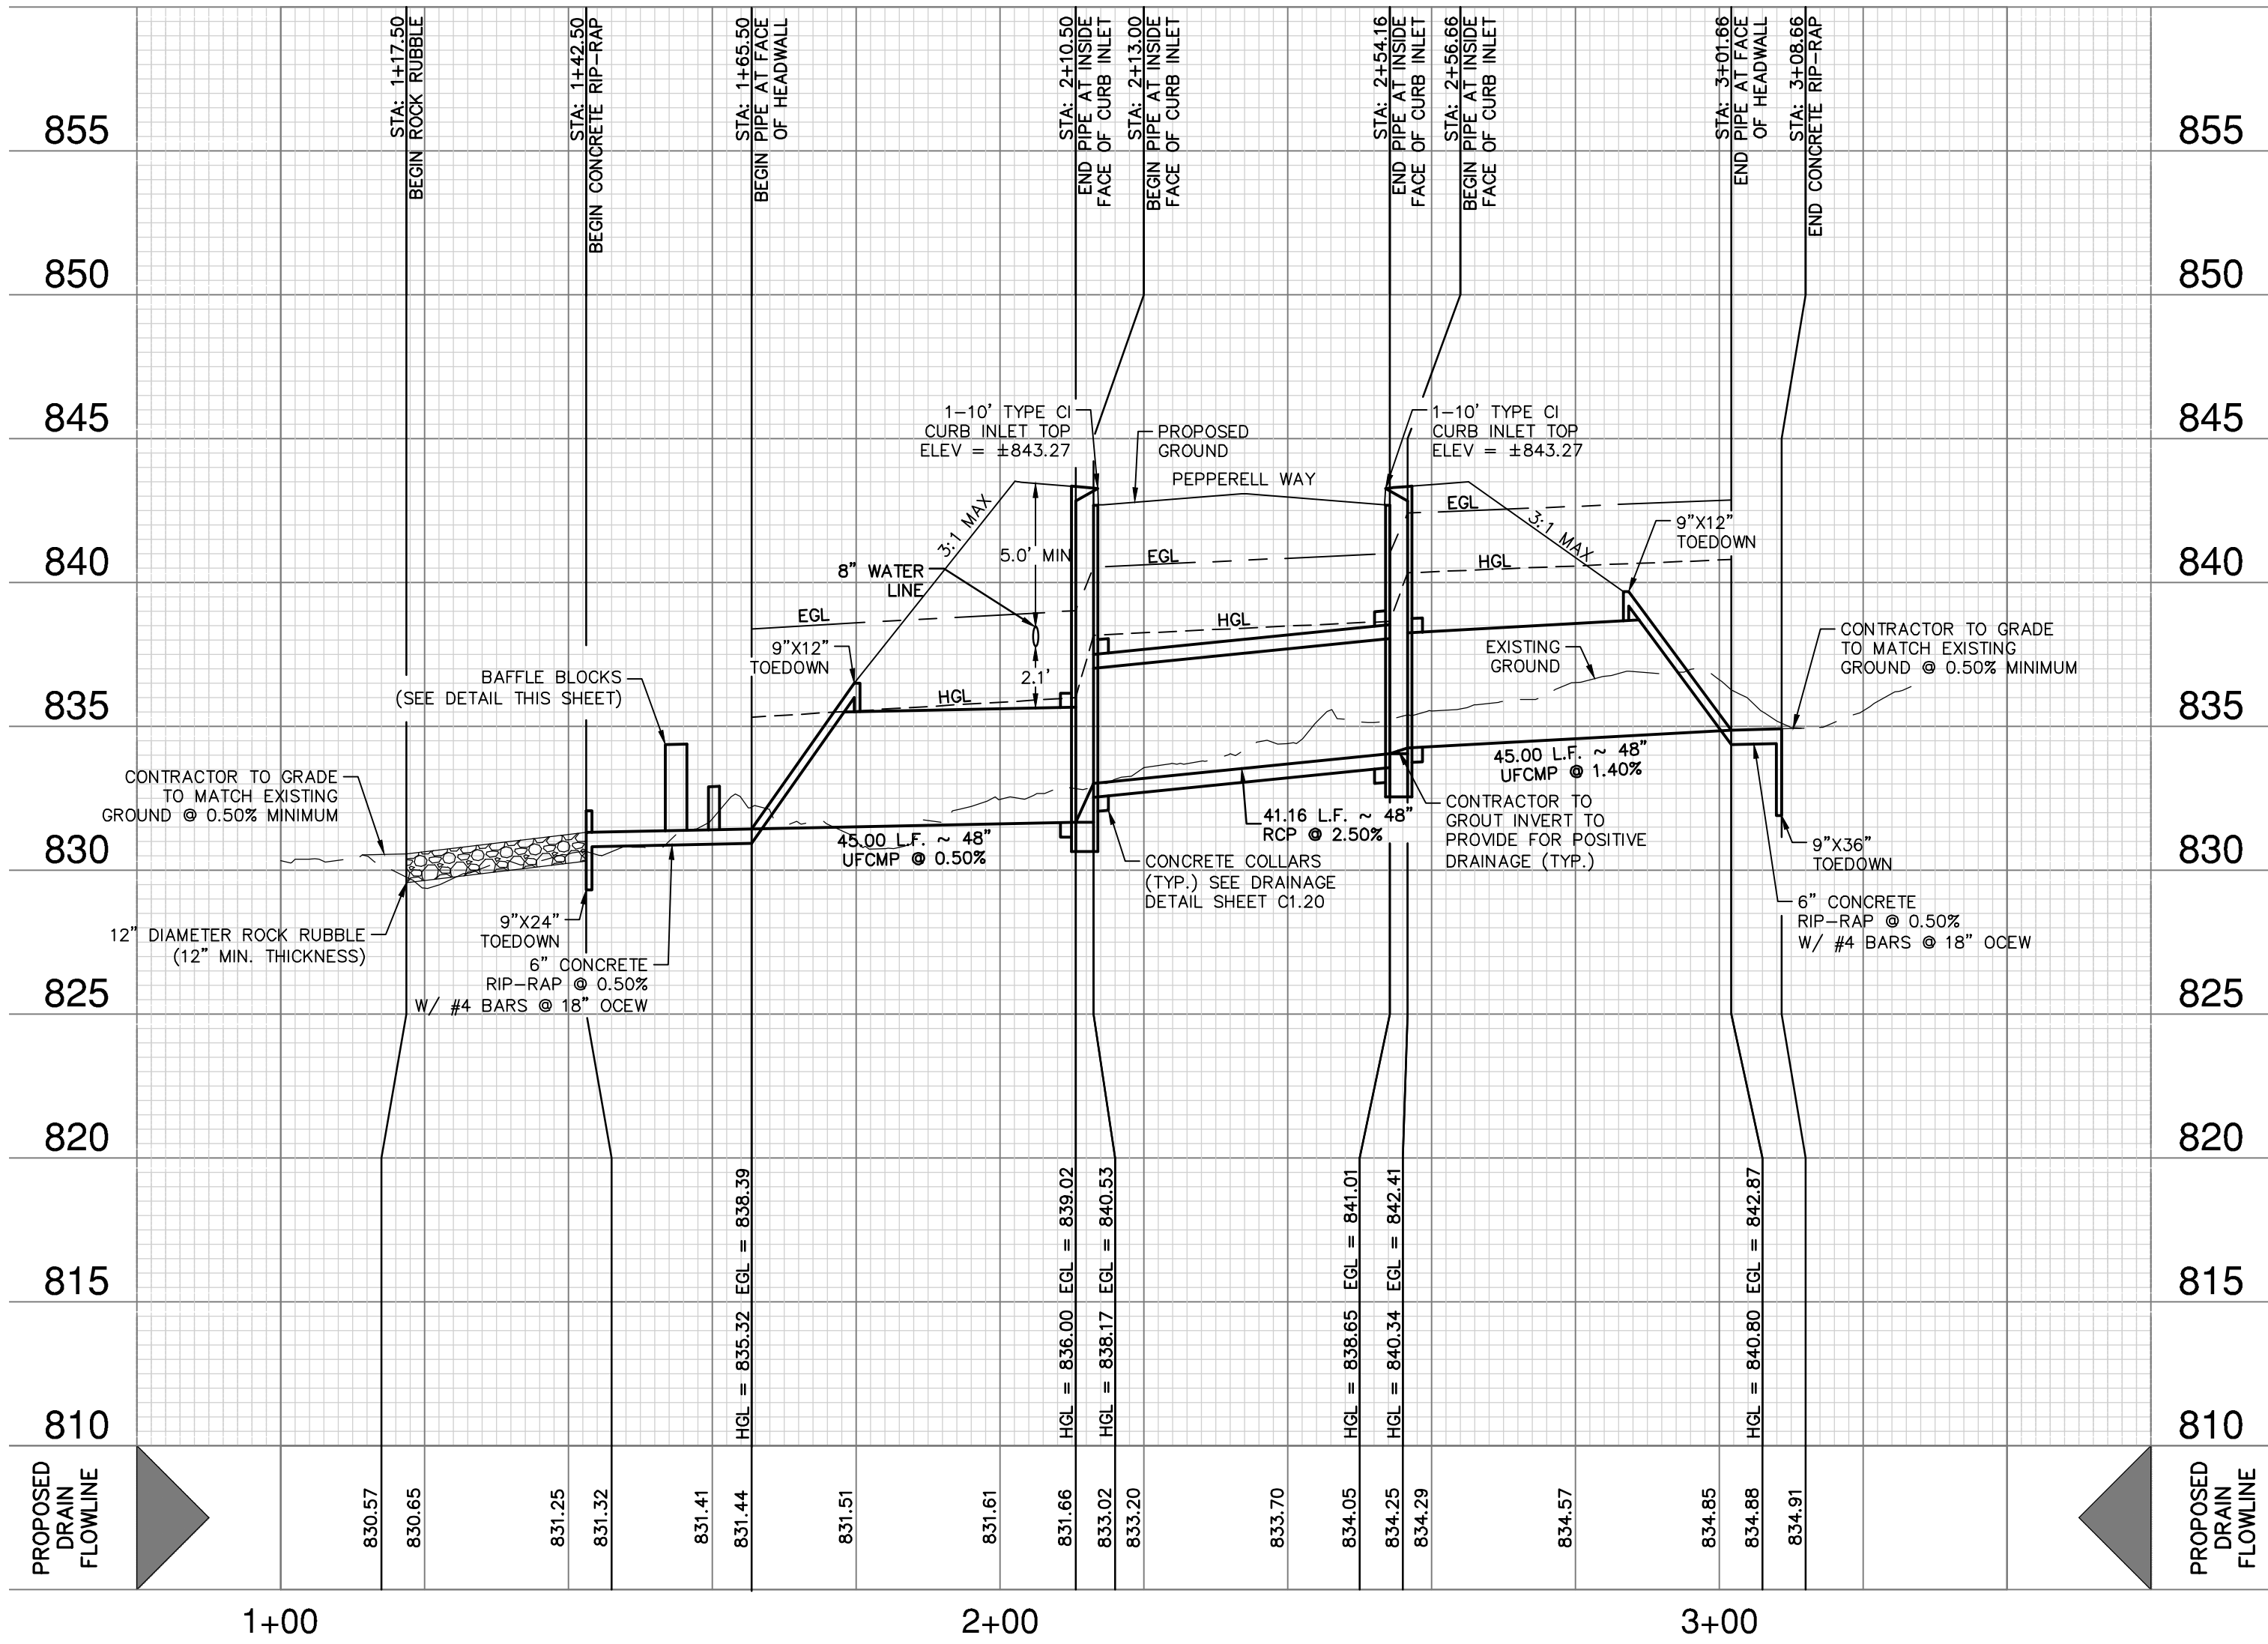 STA: 1+17.50
BEGIN ROCK RUBBLE
STA: 1+42.50
BEGIN CONCRETE RIP-RAP
STA: 1+65.50
BEGIN PIPE AT FACE
OF HEADWALL
STA: 2+10.50
END PIPE AT INSIDE
FACE OF CURB INLET
STA: 2+13.00
BEGIN PIPE AT INSIDE
FACE OF CURB INLET
STA: 2+54.16
END PIPE AT INSIDE
FACE OF CURB INLET
STA: 2+56.66
BEGIN PIPE AT INSIDE
FACE OF CURB INLET
STA: 3+01.66
END PIPE AT FACE
OF HEADWALL
STA: 3+08.66
END CONCRETE RIP-RAP
855
855
850
850
845
845
840
840
835
835
830
830
825
825
820
820
815
815
810
810
1-10' TYPE CI
CURB INLET TOP
ELEV = ±843.27
PROPOSED
GROUND
PEPPERELL WAY
1-10' TYPE CI
CURB INLET TOP
ELEV = ±843.27
3:1 MAX
5.0' MIN
8" WATER
LINE
EGL
EGL
EGL
HGL
HGL
HGL
2.1'
3:1 MAX
9"X12"
TOEDOWN
9"X12"
TOEDOWN
BAFFLE BLOCKS
(SEE DETAIL THIS SHEET)
EXISTING
GROUND
CONTRACTOR TO GRADE
TO MATCH EXISTING
GROUND @ 0.50% MINIMUM
CONTRACTOR TO GRADE
TO MATCH EXISTING
GROUND @ 0.50% MINIMUM
45.00 L.F. ~ 48"
UFCMP @ 0.50%
41.16 L.F. ~ 48"
RCP @ 2.50%
45.00 L.F. ~ 48"
UFCMP @ 1.40%
CONTRACTOR TO
GROUT INVERT TO
PROVIDE FOR POSITIVE
DRAINAGE (TYP.)
CONCRETE COLLARS
(TYP.) SEE DRAINAGE
DETAIL SHEET C1.20
9"X36"
TOEDOWN
6" CONCRETE
RIP-RAP @ 0.50%
W/ #4 BARS @ 18" OCEW
12" DIAMETER ROCK RUBBLE
(12" MIN. THICKNESS)
9"X24"
TOEDOWN
6" CONCRETE
RIP-RAP @ 0.50%
W/ #4 BARS @ 18" OCEW
HGL = 835.32 EGL = 838.39
HGL = 836.00 EGL = 839.02
HGL = 838.17 EGL = 840.53
HGL = 838.65 EGL = 841.01
HGL = 840.34 EGL = 842.41
HGL = 840.80 EGL = 842.87
PROPOSED
DRAIN
FLOWLINE
830.57
830.65
831.25
831.32
831.41
831.44
831.51
831.61
831.66
833.02
833.20
833.70
834.05
834.25
834.29
834.57
834.85
834.88
834.91
PROPOSED
DRAIN
FLOWLINE
1+00
2+00
3+00